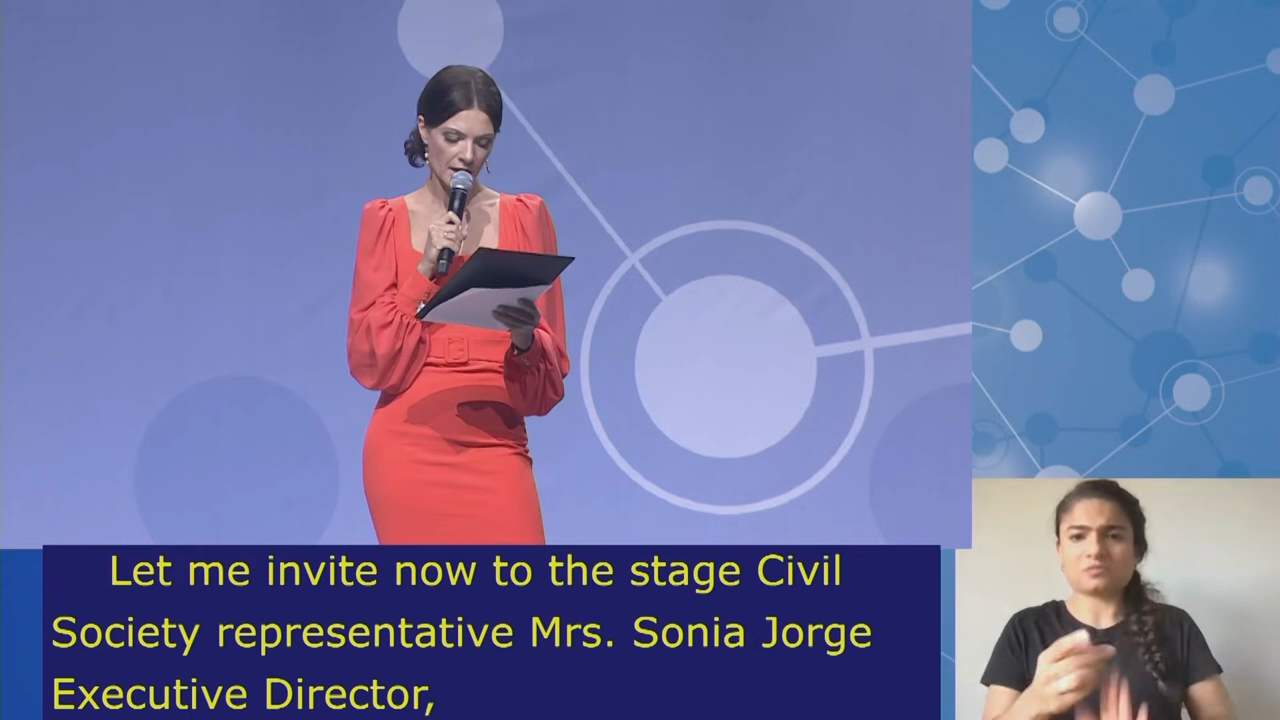 Let me invite now to the stage Civil
Society representative Mrs. Sonia Jorge
Executive Director,